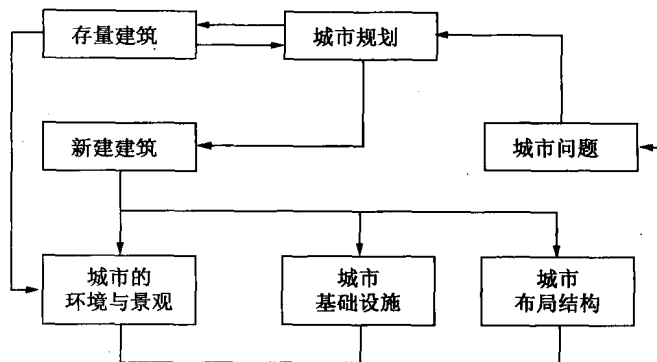 存量建筑
城市规划
新建建筑
城市问题
城市的
环境与景观
城市
基础设施
城市
布局结构